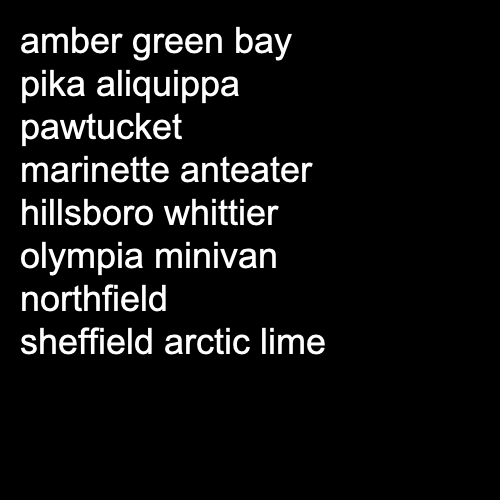 amber green bay
pika aliquippa
pawtucket
marinette anteater
hillsboro whittier
olympia minivan
northfield
sheffield arctic lime